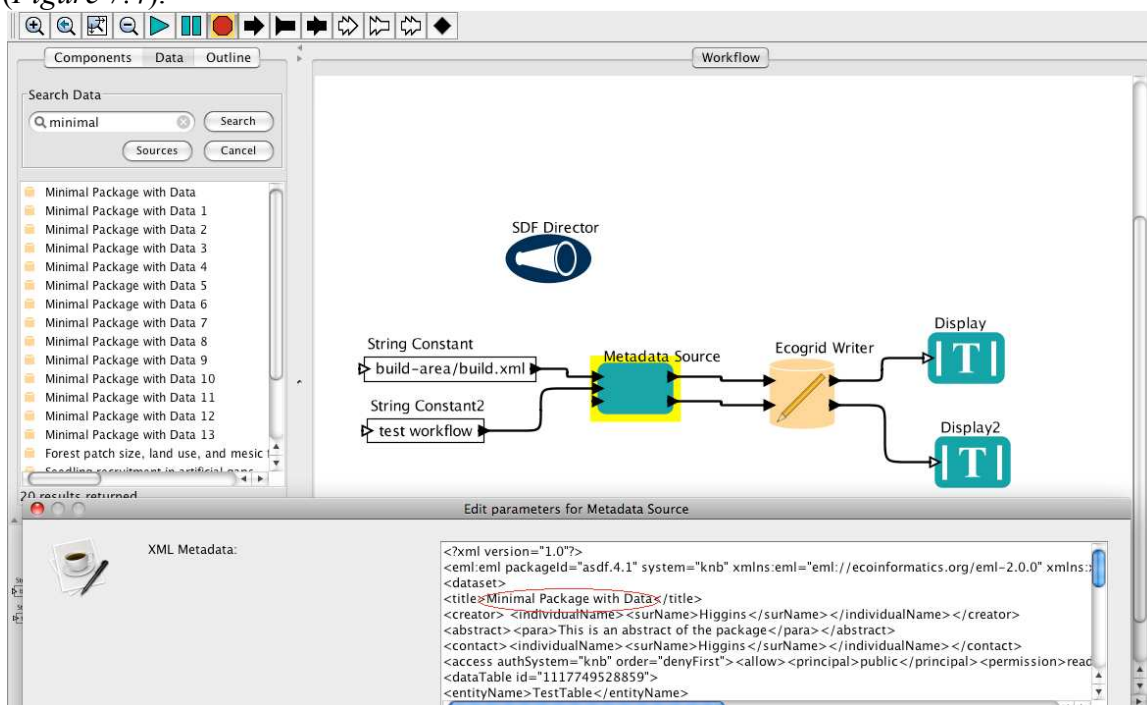 (Figure 7.4).
Components Data Outline
Workflow
Search Data
minimal
Search
Sources
Cancel
Minimal Package with Data
Minimal Package with Data 1
Minimal Package with Data 2
Minimal Package with Data 3
Minimal Package with Data 4
Minimal Package with Data 5
Minimal Package with Data 6
Minimal Package with Data 7
Minimal Package with Data 8
Minimal Package with Data 9
Minimal Package with Data 10
Minimal Package with Data 11
Minimal Package with Data 12
Minimal Package with Data 13
Forest patch size, land use, and mesic
Seedling recruitment in artificial gaps
20 results returned
SDF Director
String Constant
build-area/build.xml
String Constant2
test workflow
Metadata Source
Ecogrid Writer
Display
T
Display2
T
Edit parameters for Metadata Source
XML Metadata:
<?xml version="1.0"?>
<eml:eml packageId="asdf.4.1" system="knb" xmlns:eml="eml://ecoinformatics.org/eml-2.0.0" xmlns:
<dataset>
<title>Minimal Package with Data</title>
<creator> <individualName><surName>Higgins</surName></individualName></creator>
<abstract><para>This is an abstract of the package</para></abstract>
<contact><individualName><surName>Higgins</surName></individualName></contact>
<access authSystem="knb" order="denyFirst"><allow><principal>public</principal><permission>read
<dataTable id="1117749528859">
<entityName>TestTable</entityName>